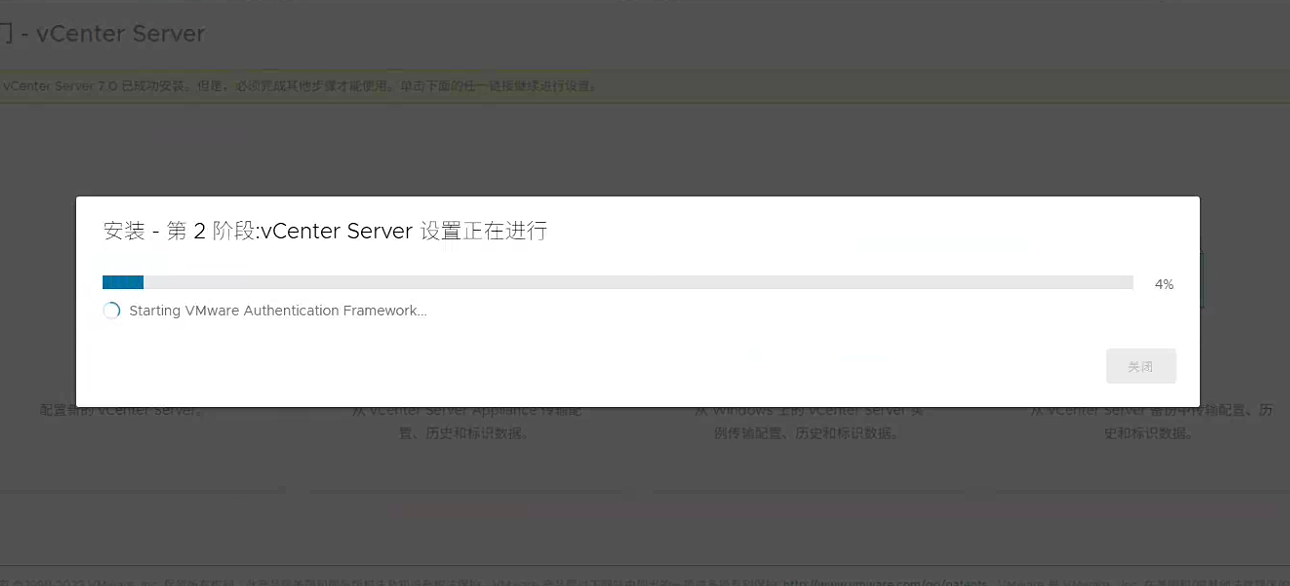 门 - vCenter Server
vCenter Server 7.0 已成功安装。但是，必须完成其他步骤才能使用。单击下面的任一链接继续进行设置。
安装 - 第 2 阶段:vCenter Server 设置正在进行
4%
Starting VMware Authentication Framework...
关闭
配置新的 vCenter Server。
从 vCenter Server Appliance 传输配
置、历史和标识数据。
从 Windows 上的 vCenter Server 实
例传输配置、历史和标识数据。
从 vCenter Server 备份中传输配置、历
史和标识数据。